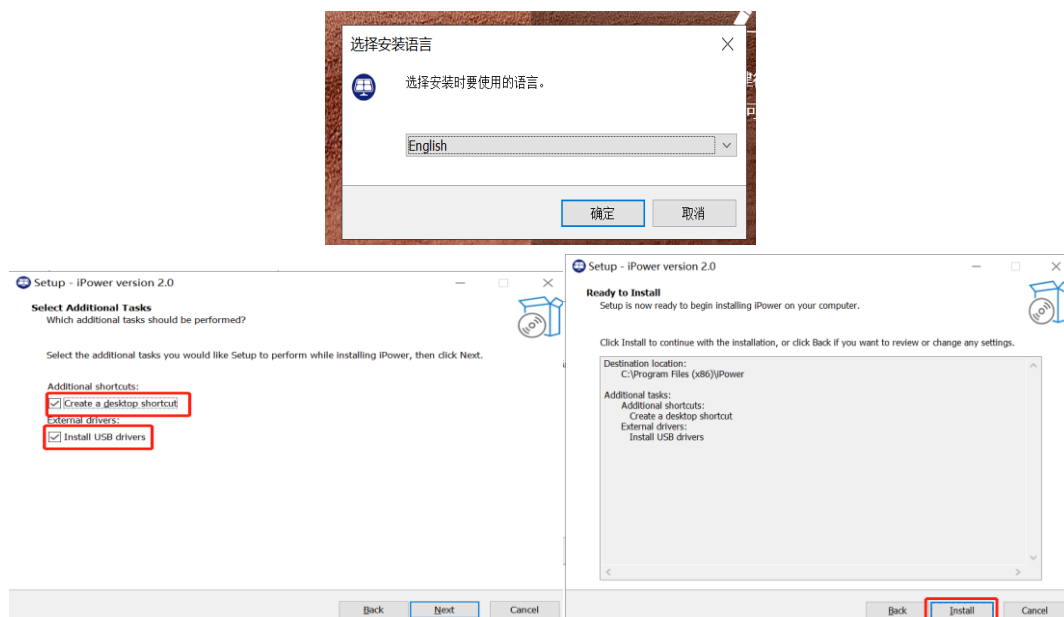 选择安装语言
选择安装时要使用的语言。
English
确定 取消
Setup - iPower version 2.0
Select Additional Tasks
Which additional tasks should be performed?
Select the additional tasks you would like Setup to perform while installing iPower, then click Next.
Additional shortcuts:
Create a desktop shortcut
External drivers:
Install USB drivers
Back Next Cancel
Setup - iPower version 2.0
Ready to Install
Setup is now ready to begin installing iPower on your computer.
Click Install to continue with the installation, or click Back if you want to review or change any settings.
Destination location:
C:\Program Files (x86)\iPower
Additional tasks:
Additional shortcuts:
Create a desktop shortcut
External drivers:
Install USB drivers
Back Install Cancel